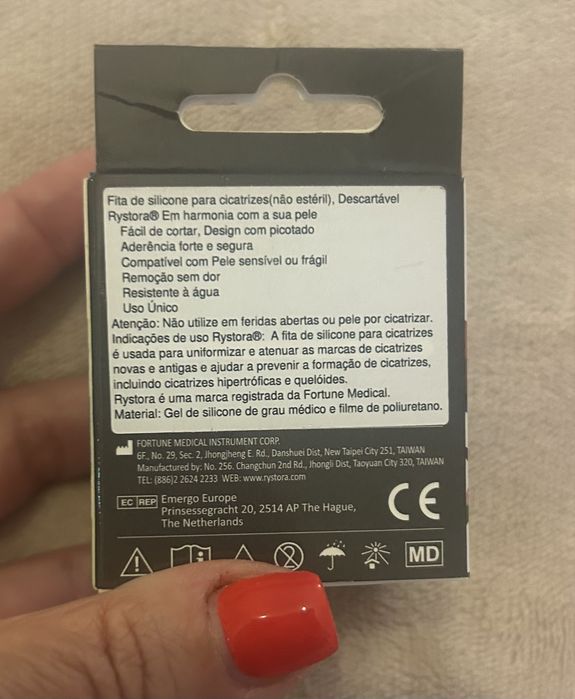 Fita de silicone para cicatrizes(não estéril), Descartável
Rystora® Em harmonia com a sua pele
Fácil de cortar, Design com picotado
Aderência forte e segura
Compatível com Pele sensível ou frágil
Remoção sem dor
Resistente à água
Uso Único
Atenção: Não utilize em feridas abertas ou pele por cicatrizar.
Indicações de uso Rystora®: A fita de silicone para cicatrizes
é usada para uniformizar e atenuar as marcas de cicatrizes
novas e antigas e ajudar a prevenir a formação de cicatrizes,
incluindo cicatrizes hipertróficas e quelóides.
Rystora é uma marca registrada da Fortune Medical.
Material: Gel de silicone de grau médico e filme de poliuretano.
FORTUNE MEDICAL INSTRUMENT CORP.
6F., No. 29, Sec. 2, Jhongjheng E. Rd., Danshuei Dist, New Taipei City 251, TAIWAN
Manufactured by: No. 256. Changchun 2nd Rd., Jhongli Dist, Taoyuan City 320, TAIWAN
TEL: (886)2 2624 2233 WEB: www.rystora.com
EC REP Emergo Europe
Prinsessegracht 20, 2514 AP The Hague,
The Netherlands
CE
MD